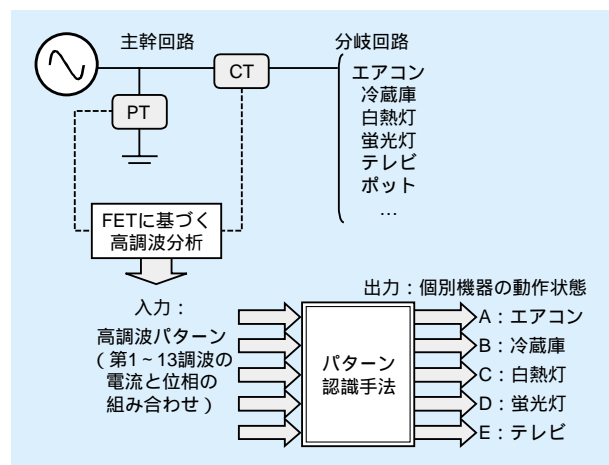 主幹回路
分岐回路
CT
PT
エアコン
冷蔵庫
白熱灯
蛍光灯
テレビ
ポット
…
FETに基づく
高調波分析
入力：
高調波パターン
（第1~13調波の
電流と位相の
組み合わせ）
パターン
認識手法
出力：個別機器の動作状態
A：エアコン
B：冷蔵庫
C：白熱灯
D：蛍光灯
E：テレビ